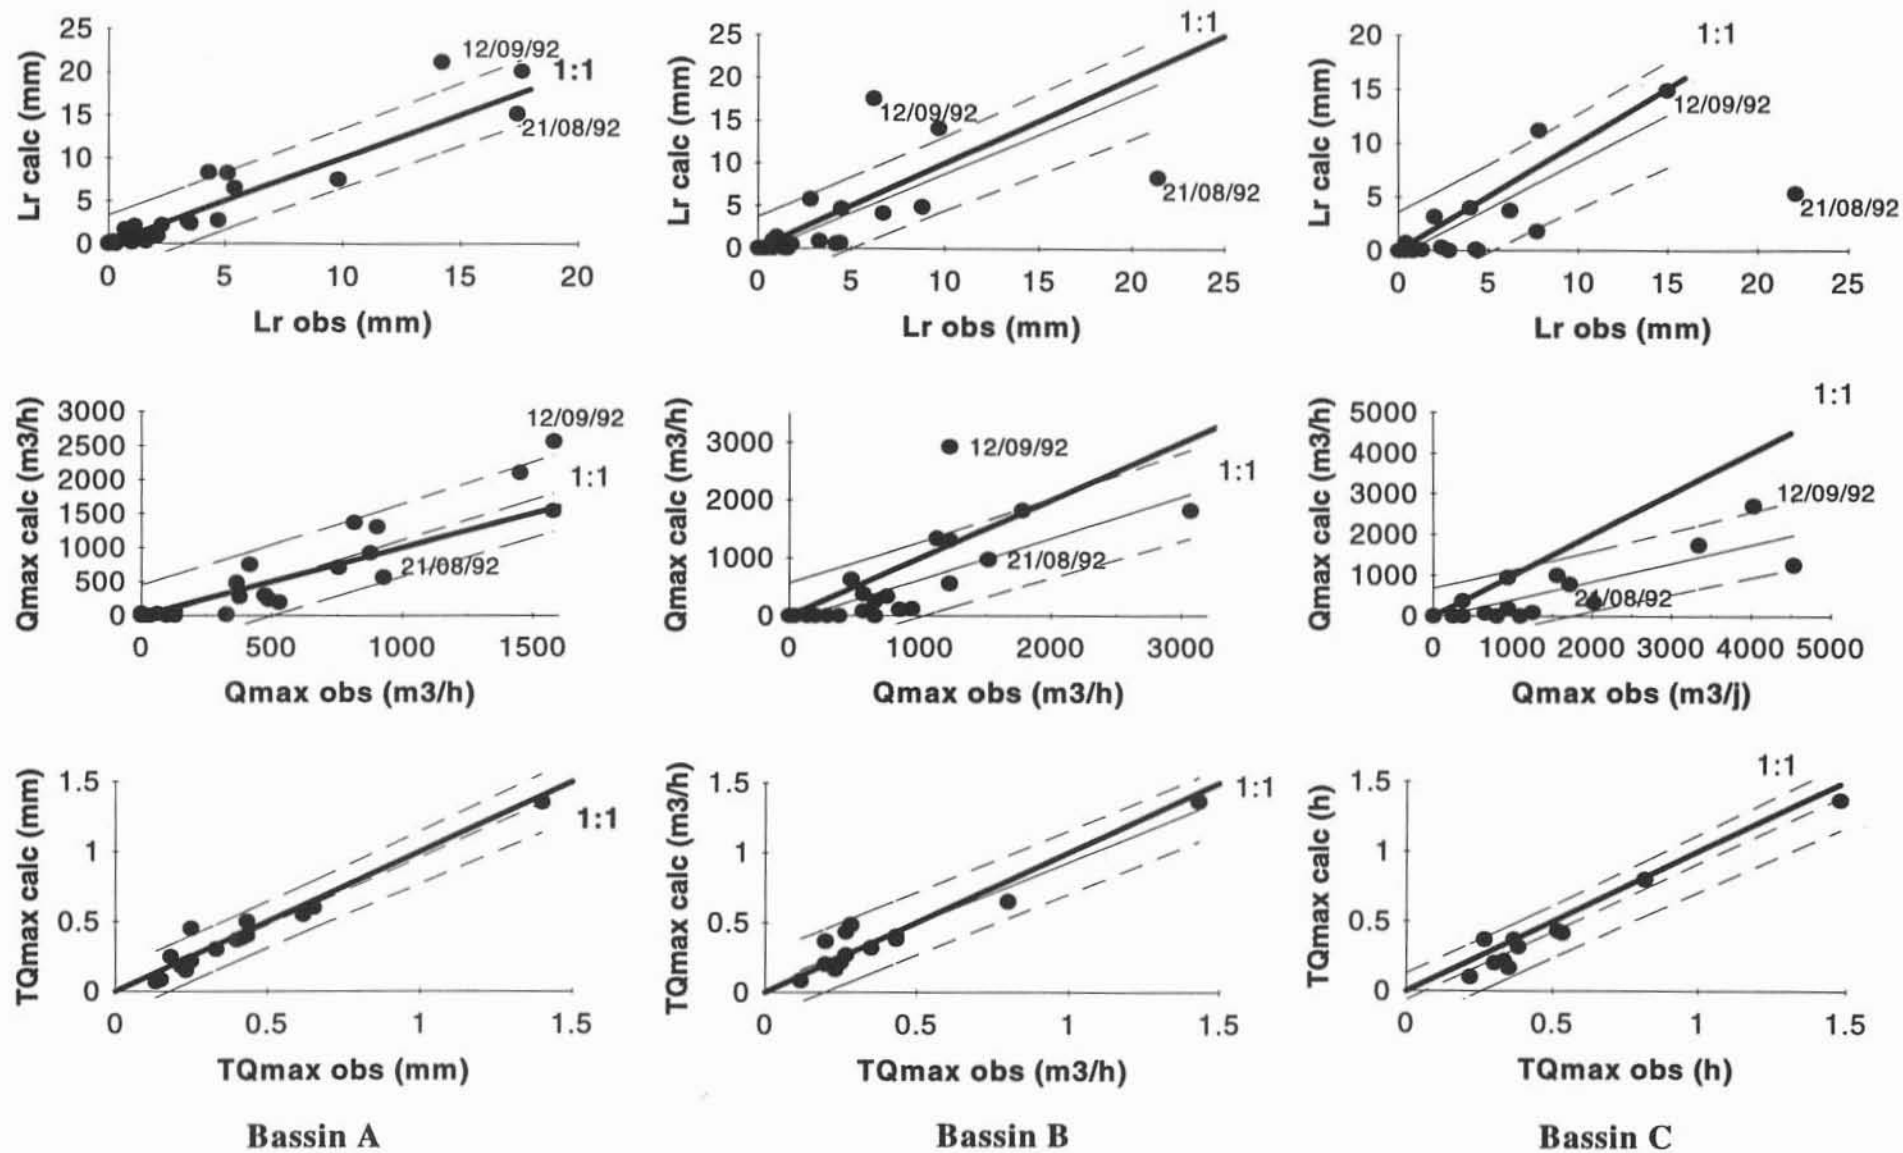 25
20
15
10
5
0
Lr calc (mm)
12/09/92
1:1
21/08/92
0 5 10 15 20
Lr obs (mm)
25
20
15
10
5
0
Lr calc (mm)
1:1
12/09/92
21/08/92
0 5 10 15 20 25
Lr obs (mm)
20
15
10
5
0
Lr calc (mm)
1:1
12/09/92
21/08/92
0 5 10 15 20 25
Lr obs (mm)
3000
2500
2000
1500
1000
500
0
Qmax calc (m3/h)
12/09/92
1:1
21/08/92
0 500 1000 1500
Qmax obs (m3/h)
3000
2000
1000
0
Qmax calc (m3/h)
12/09/92
1:1
21/08/92
0 1000 2000 3000
Qmax obs (m3/h)
5000
4000
3000
2000
1000
0
Qmax calc (m3/h)
1:1
12/09/92
21/08/92
0 1000 2000 3000 4000 5000
Qmax obs (m3/j)
1.5
1
0.5
0
TQmax calc (mm)
1:1
0 0.5 1 1.5
TQmax obs (mm)
1.5
1
0.5
0
TQmax calc (m3/h)
1:1
0 0.5 1 1.5
TQmax obs (m3/h)
1.5
1
0.5
0
TQmax calc (h)
1:1
0 0.5 1 1.5
TQmax obs (h)
Bassin A
Bassin B
Bassin C